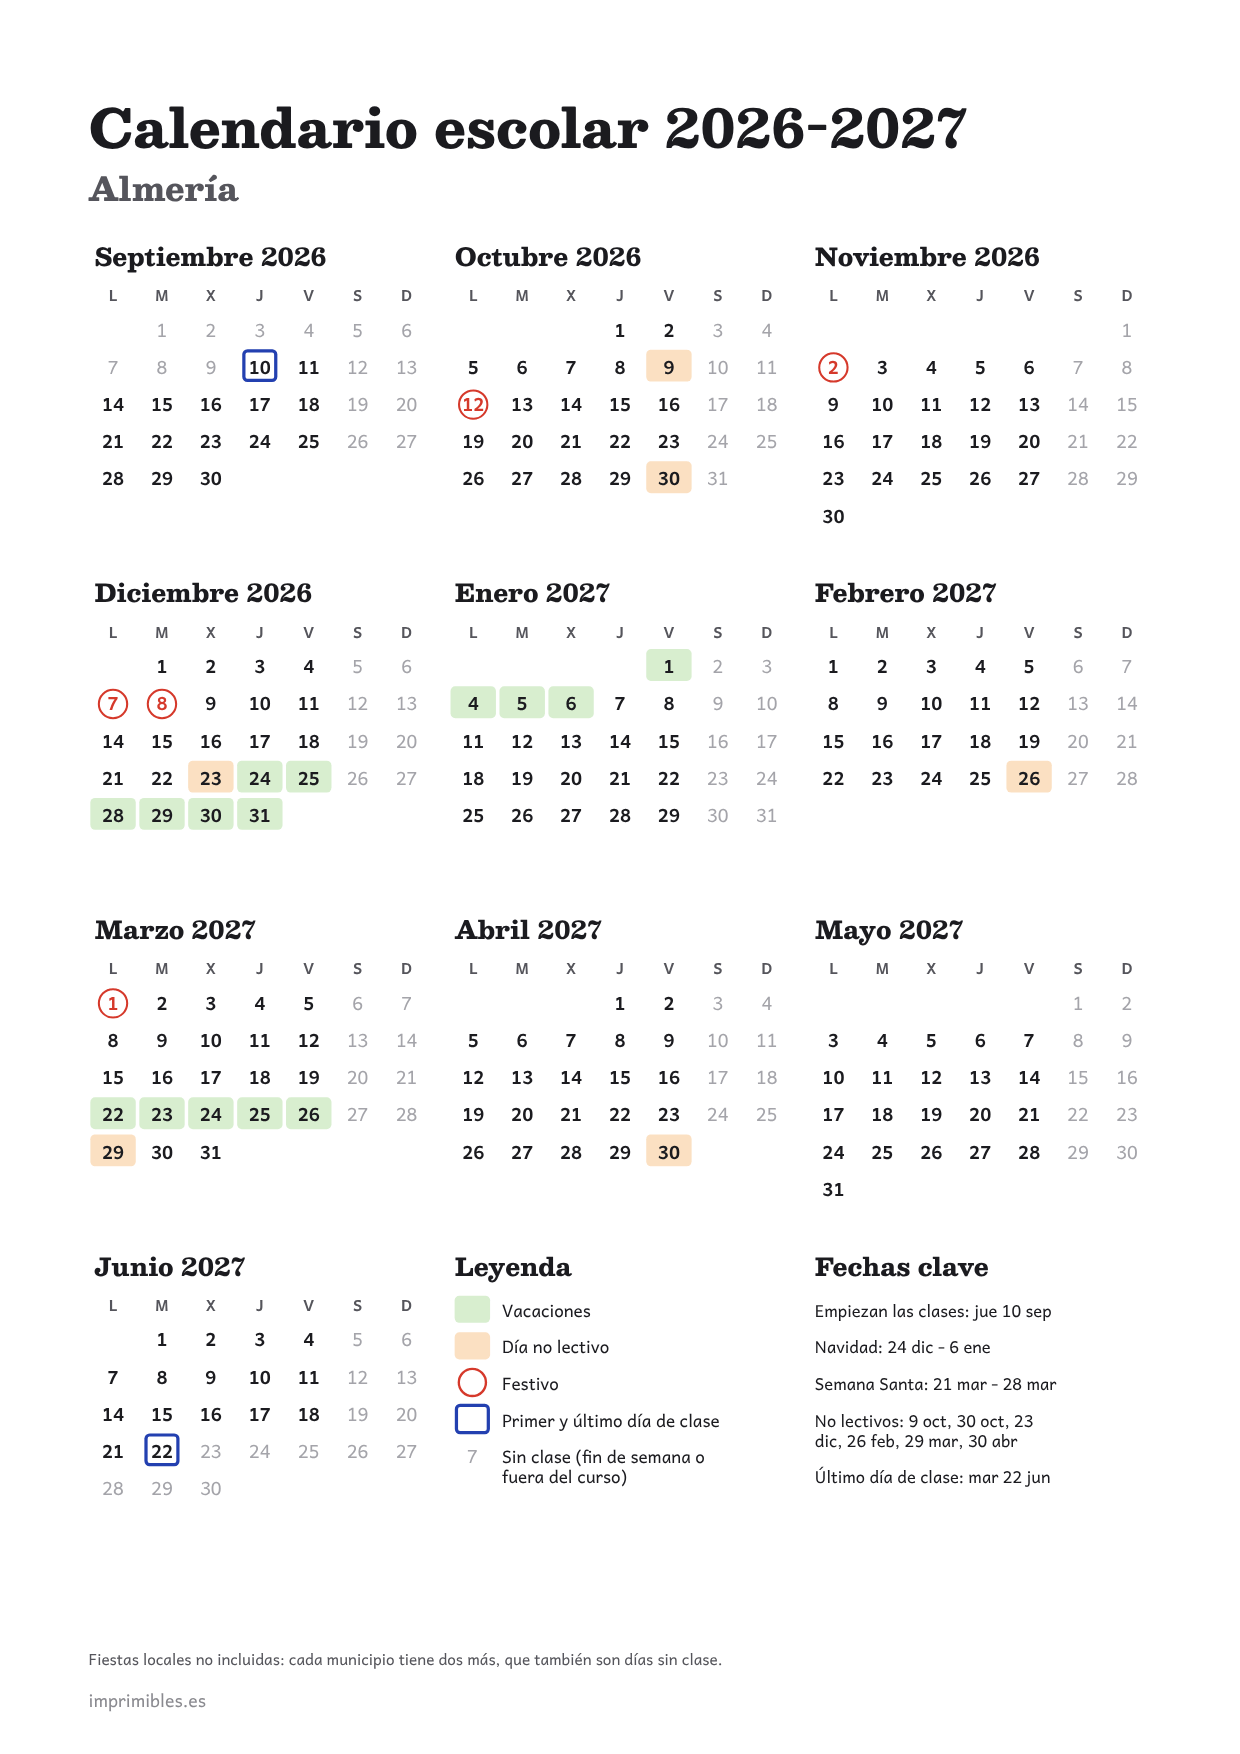 Calendario escolar 2026-2027
Almería
Septiembre 2026
L M X J V S D
1 2 3 4 5 6
7 8 9 10 11 12 13
14 15 16 17 18 19 20
21 22 23 24 25 26 27
28 29 30
Octubre 2026
L M X J V S D
1 2 3 4
5 6 7 8 9 10 11
12 13 14 15 16 17 18
19 20 21 22 23 24 25
26 27 28 29 30 31
Noviembre 2026
L M X J V S D
1
2 3 4 5 6 7 8
9 10 11 12 13 14 15
16 17 18 19 20 21 22
23 24 25 26 27 28 29
30
Diciembre 2026
L M X J V S D
1 2 3 4 5 6
7 8 9 10 11 12 13
14 15 16 17 18 19 20
21 22 23 24 25 26 27
28 29 30 31
Enero 2027
L M X J V S D
1 2 3
4 5 6 7 8 9 10
11 12 13 14 15 16 17
18 19 20 21 22 23 24
25 26 27 28 29 30 31
Febrero 2027
L M X J V S D
1 2 3 4 5 6 7
8 9 10 11 12 13 14
15 16 17 18 19 20 21
22 23 24 25 26 27 28
Marzo 2027
L M X J V S D
1 2 3 4 5 6 7
8 9 10 11 12 13 14
15 16 17 18 19 20 21
22 23 24 25 26 27 28
29 30 31
Abril 2027
L M X J V S D
1 2 3 4
5 6 7 8 9 10 11
12 13 14 15 16 17 18
19 20 21 22 23 24 25
26 27 28 29 30
Mayo 2027
L M X J V S D
1 2
3 4 5 6 7 8 9
10 11 12 13 14 15 16
17 18 19 20 21 22 23
24 25 26 27 28 29 30
31
Junio 2027
L M X J V S D
1 2 3 4 5 6
7 8 9 10 11 12 13
14 15 16 17 18 19 20
21 22 23 24 25 26 27
28 29 30
Leyenda
Vacaciones
Día no lectivo
Festivo
Primer y último día de clase
7 Sin clase (fin de semana o
fuera del curso)
Fechas clave
Empiezan las clases: jue 10 sep
Navidad: 24 dic - 6 ene
Semana Santa: 21 mar - 28 mar
No lectivos: 9 oct, 30 oct, 23
dic, 26 feb, 29 mar, 30 abr
Último día de clase: mar 22 jun
Fiestas locales no incluidas: cada municipio tiene dos más, que también son días sin clase.
imprimibles.es